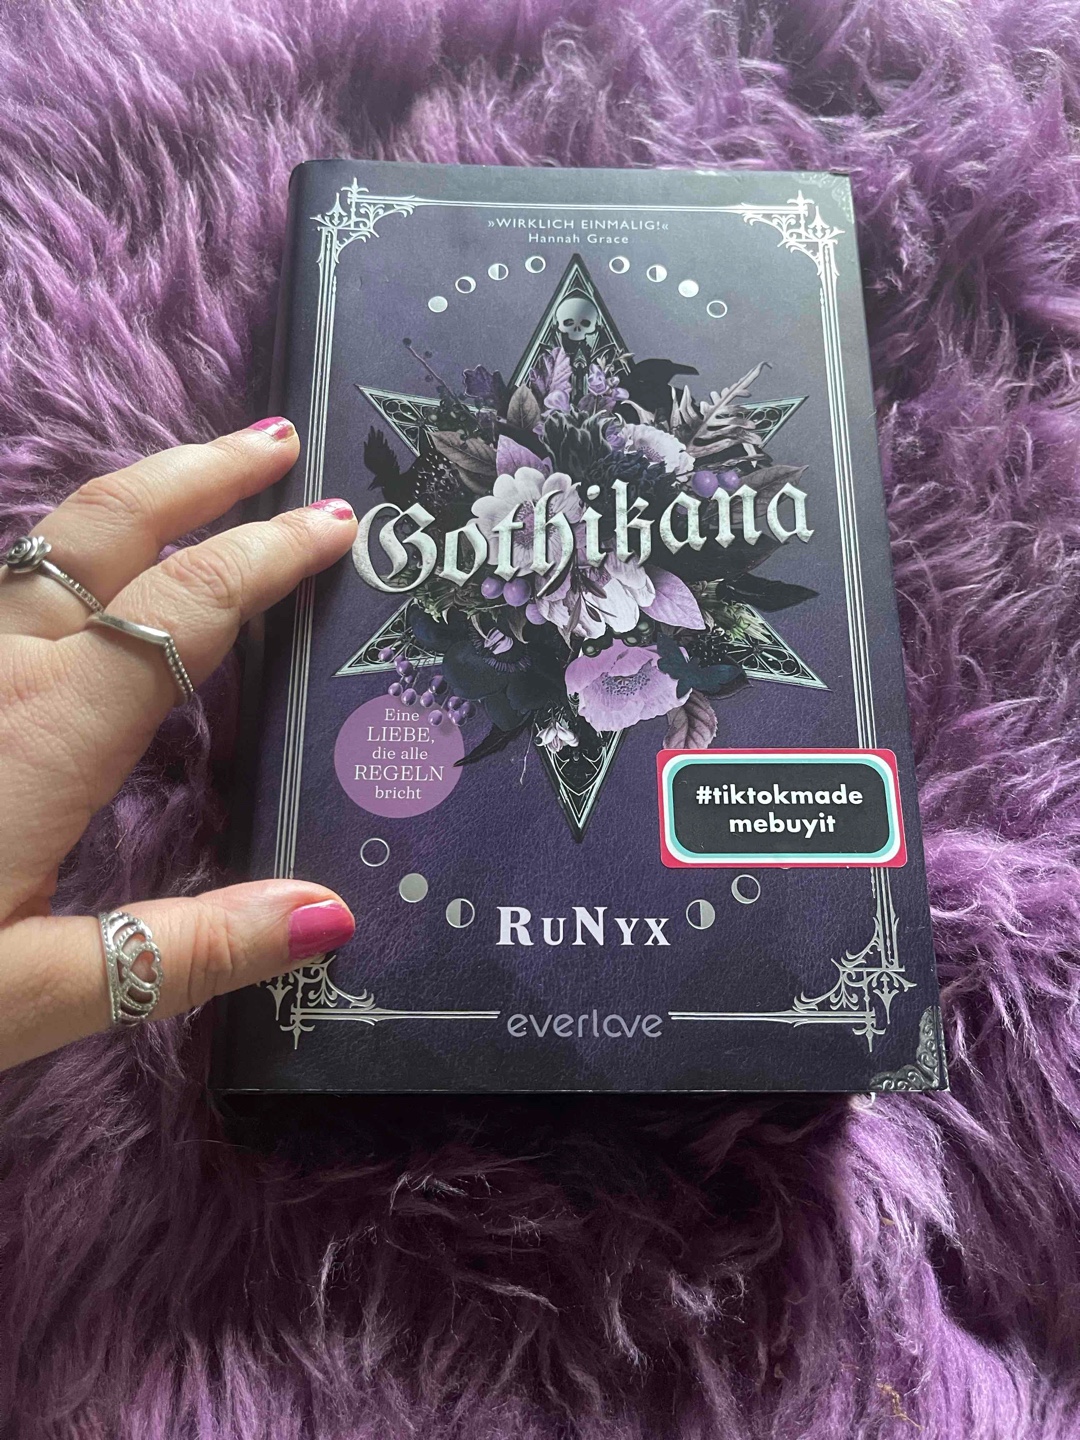 »WIRKLICH EINMALIG!«
Hannah Grace
Gothikana
Eine
LIEBE,
die alle
REGELN
bricht
#tiktokmade
mebuyit
RuNyx
everlove